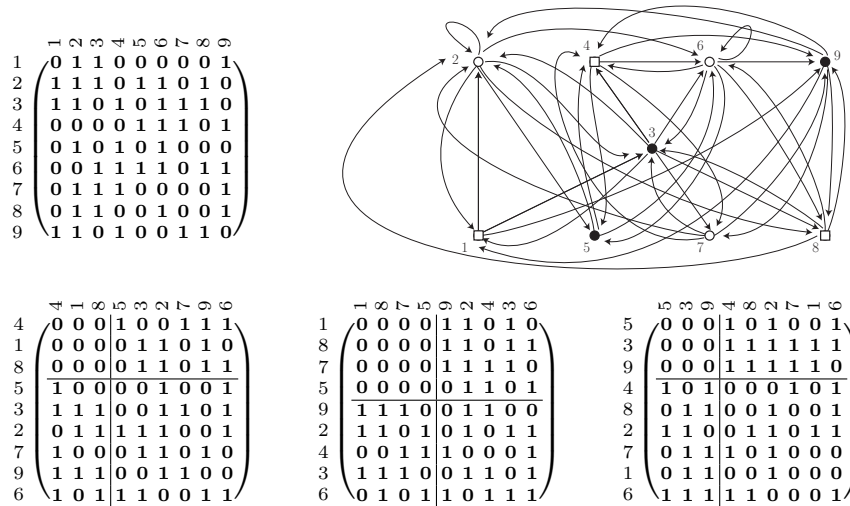 1 2 3 4 5 6 7 8 9
1 0 1 1 0 0 0 0 0 1
2 1 1 1 0 1 1 0 1 0
3 1 1 0 1 0 1 1 1 0
4 0 0 0 0 1 1 1 0 1
5 0 1 0 1 0 1 0 0 0
6 0 0 1 1 1 1 0 1 1
7 0 1 1 1 0 0 0 0 1
8 0 1 1 0 0 1 0 0 1
9 1 1 0 1 0 0 1 1 0
2 4 6 9
3
1 5 7 8
4 1 8 5 3 2 7 9 6
4 0 0 0 1 0 0 1 1 1
1 0 0 0 0 1 1 0 1 0
8 0 0 0 0 1 1 0 1 1
5 1 0 0 0 0 1 0 0 1
3 1 1 1 0 0 1 1 0 1
2 0 1 1 1 1 1 0 0 1
7 1 0 0 0 1 1 0 1 0
9 1 1 1 0 0 1 1 0 0
6 1 0 1 1 1 0 0 1 1
1 8 7 5 9 2 4 3 6
1 0 0 0 0 1 1 0 1 0
8 0 0 0 0 1 1 0 1 1
7 0 0 0 0 1 1 1 1 0
5 0 0 0 0 0 1 1 0 1
9 1 1 1 0 0 1 1 0 0
2 1 1 0 1 0 1 0 1 1
4 0 0 1 1 1 0 0 0 1
3 1 1 1 0 0 1 1 0 1
6 0 1 0 1 1 0 1 1 1
5 3 9 4 8 2 7 1 6
5 0 0 0 1 0 1 0 0 1
3 0 0 0 1 1 1 1 1 1
9 0 0 0 1 1 1 1 1 0
4 1 0 1 0 0 0 1 0 1
8 0 1 1 0 0 1 0 0 1
2 1 1 0 0 1 1 0 1 1
7 0 1 1 1 0 1 0 0 0
1 0 1 1 0 0 1 0 0 0
6 1 1 1 1 1 0 0 0 1